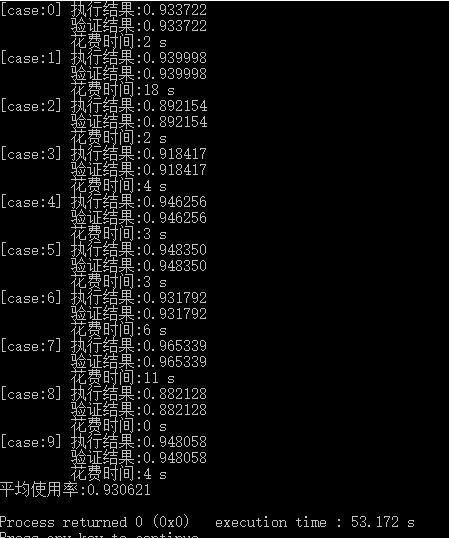 [case:0] 执行结果:0.933722
验证结果:0.933722
花费时间:2 s
[case:1] 执行结果:0.939998
验证结果:0.939998
花费时间:18 s
[case:2] 执行结果:0.892154
验证结果:0.892154
花费时间:2 s
[case:3] 执行结果:0.918417
验证结果:0.918417
花费时间:4 s
[case:4] 执行结果:0.946256
验证结果:0.946256
花费时间:3 s
[case:5] 执行结果:0.948350
验证结果:0.948350
花费时间:3 s
[case:6] 执行结果:0.931792
验证结果:0.931792
花费时间:6 s
[case:7] 执行结果:0.965339
验证结果:0.965339
花费时间:11 s
[case:8] 执行结果:0.882128
验证结果:0.882128
花费时间:0 s
[case:9] 执行结果:0.948058
验证结果:0.948058
花费时间:4 s
平均使用率:0.930621
Process returned 0 (0x0)   execution time : 53.172 s
Press any key to continue